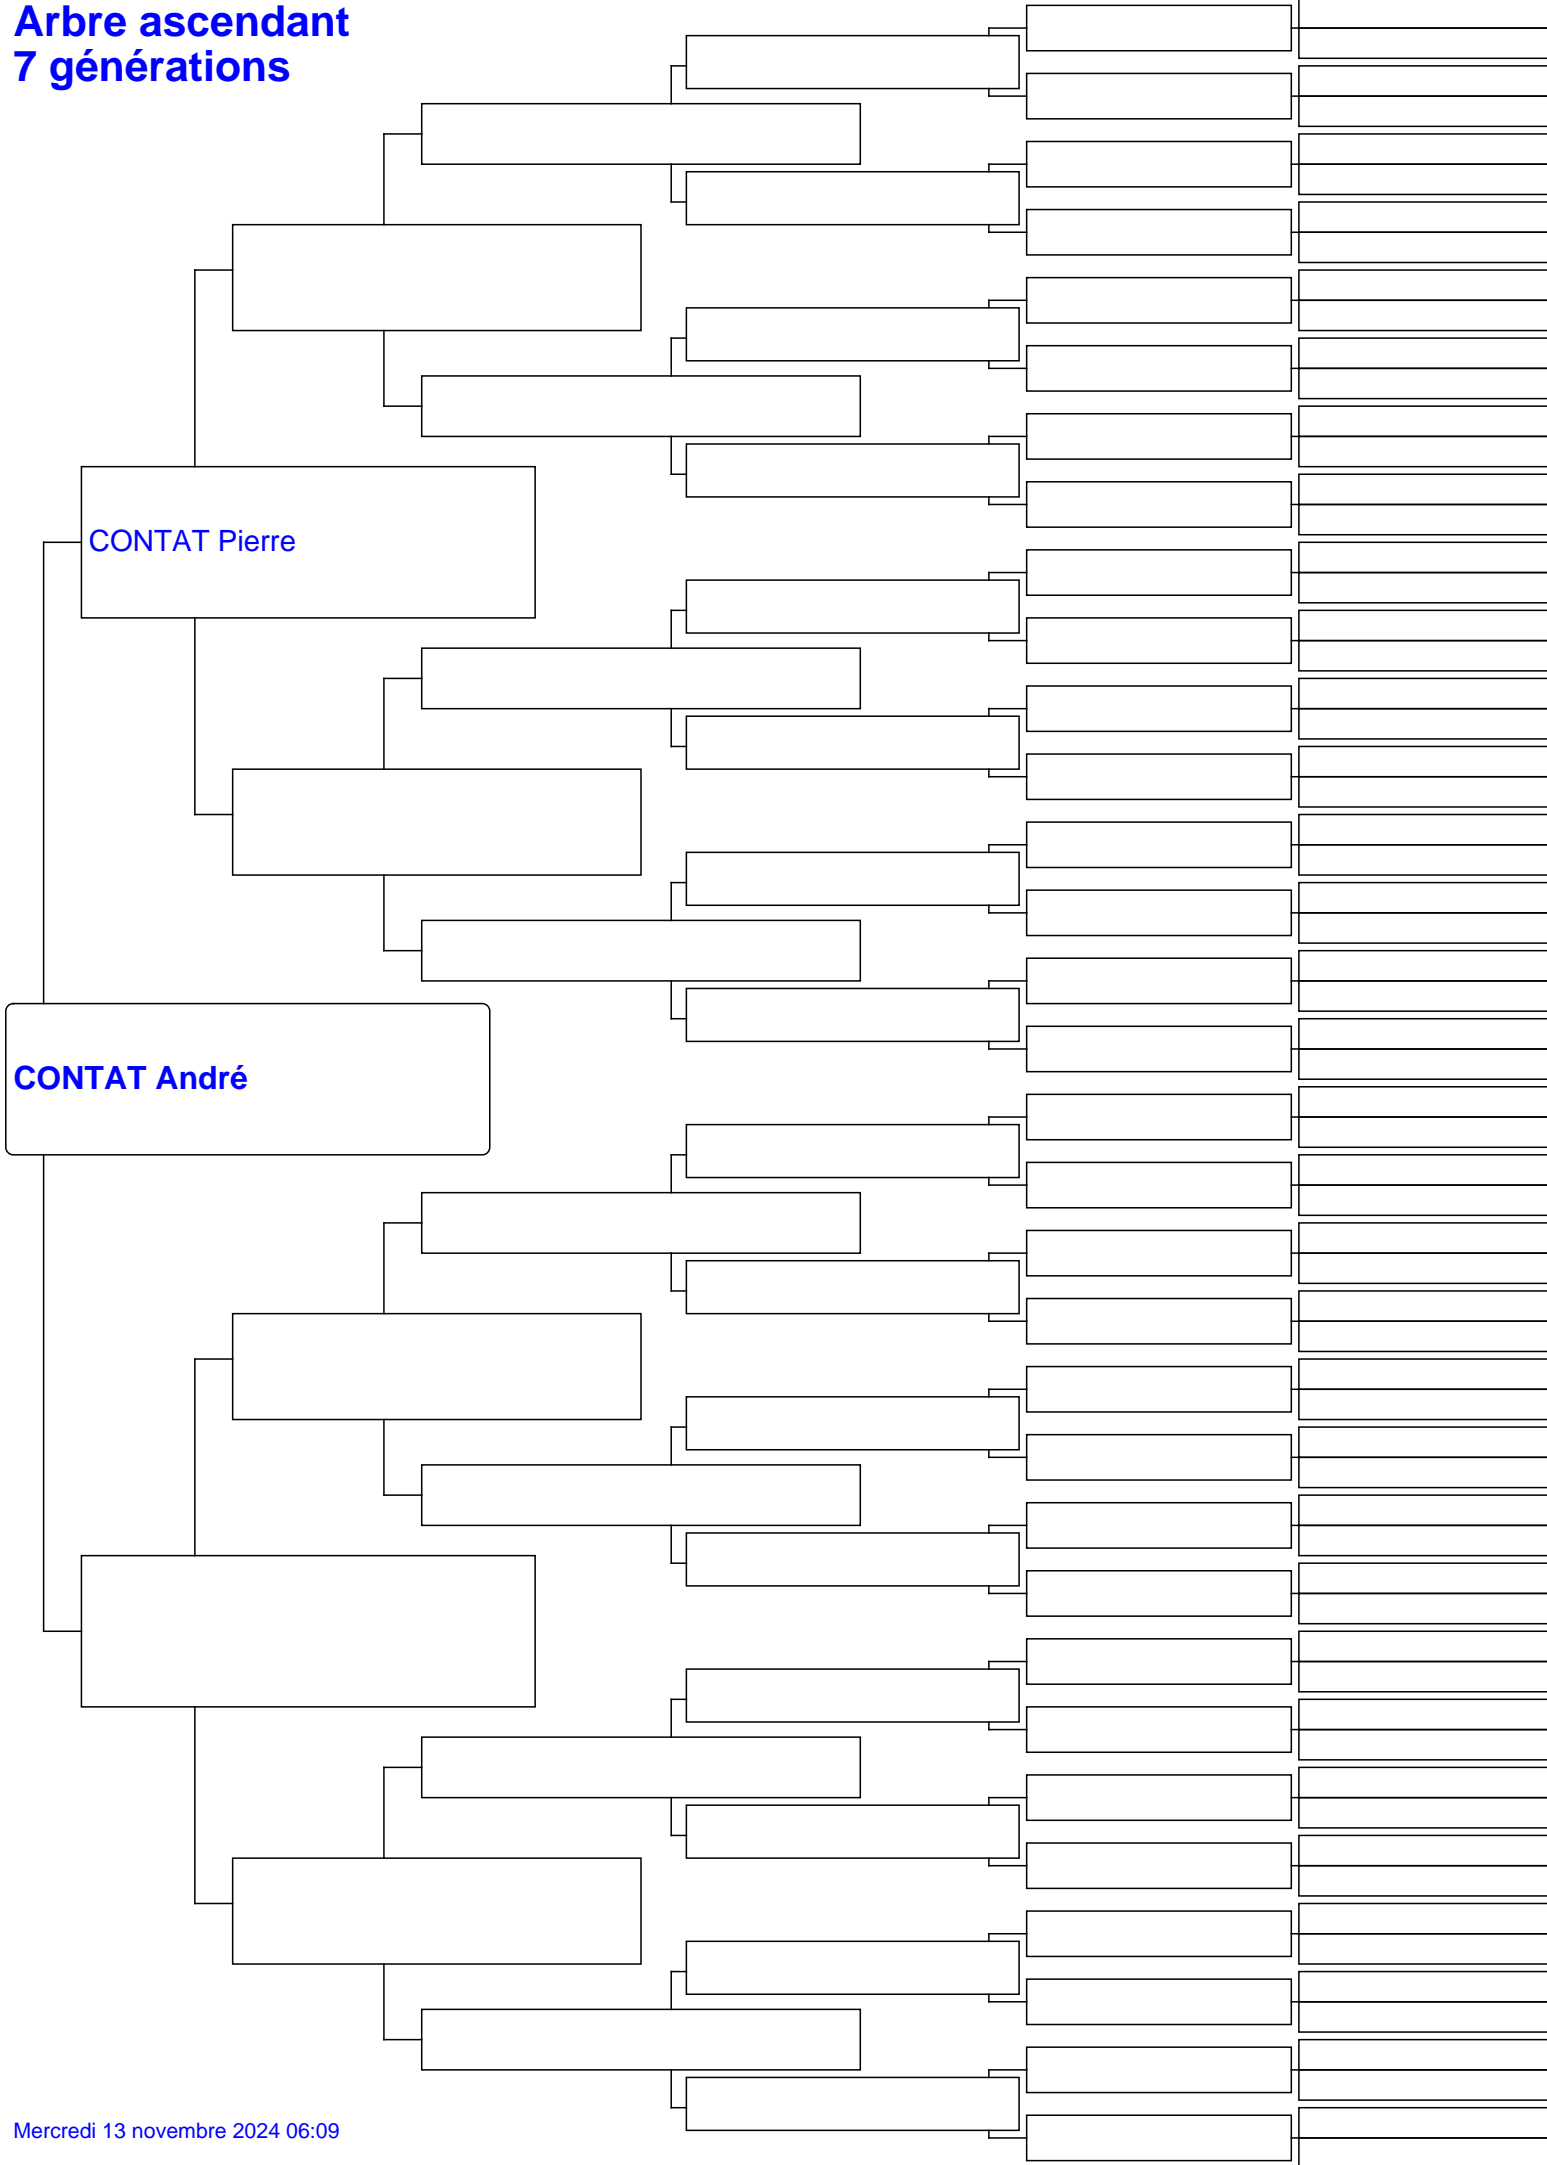 Arbre ascendant
7 générations
CONTAT Pierre
CONTAT André
Mercredi 13 novembre 2024 06:09